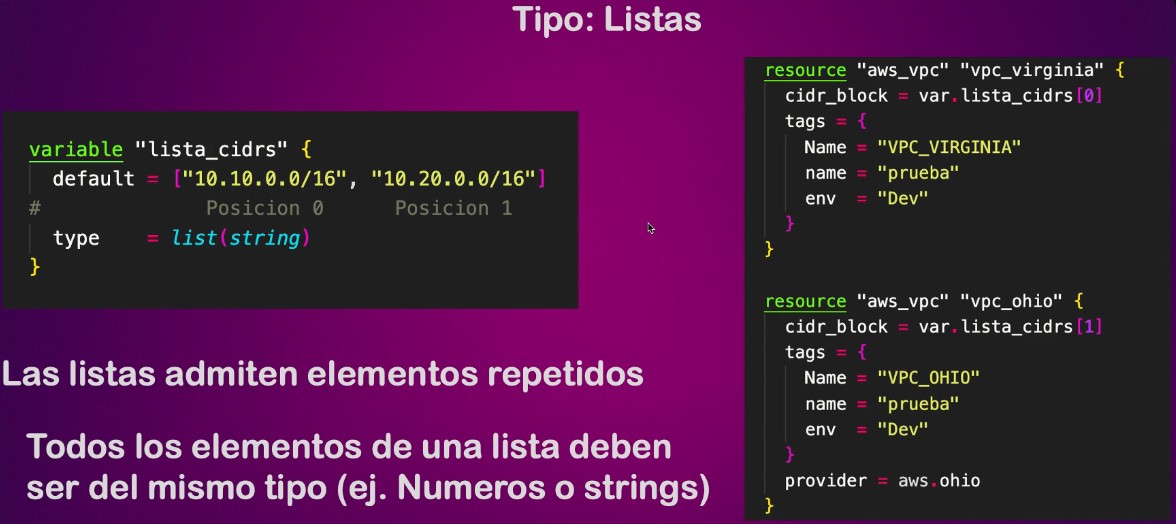 Tipo: Listas
variable "lista_cidrs" {
default = ["10.10.0.0/16", "10.20.0.0/16"]
# Posicion 0 Posicion 1
type = list(string)
}
Las listas admiten elementos repetidos
Todos los elementos de una lista deben
ser del mismo tipo (ej. Numeros o strings)
resource "aws_vpc" "vpc_virginia" {
cidr_block = var.lista_cidrs[0]
tags = {
Name = "VPC_VIRGINIA"
name = "prueba"
env = "Dev"
}
}
resource "aws_vpc" "vpc_ohio" {
cidr_block = var.lista_cidrs[1]
tags = {
Name = "VPC_OHIO"
name = "prueba"
env = "Dev"
}
provider = aws.ohio
}